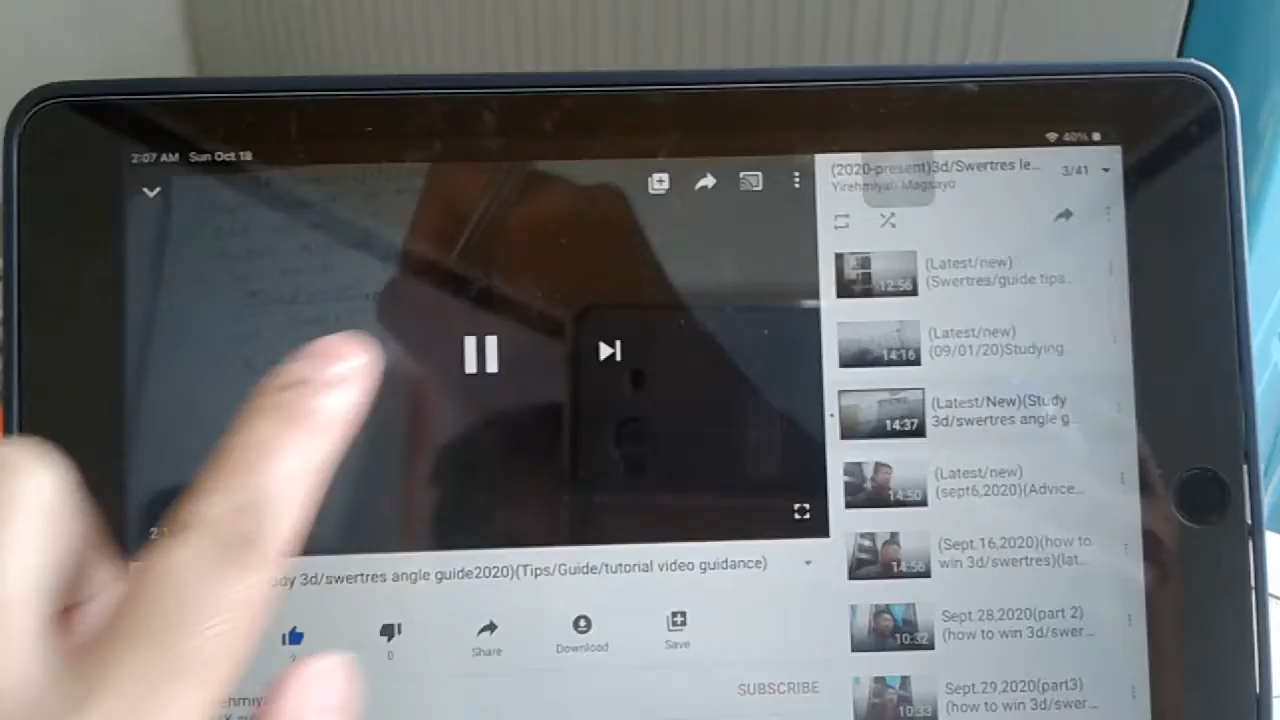 2:07 AM Sun Oct 18
40%
(2020-present)3d/Swertres le...
3/41
Yirehmiyah Magsayo
(Latest/new)
(Swertres/guide tips...
12:56
(Latest/new)
(09/01/20)Studying
14:16
(Latest/New)(Study
3d/swertres angle g...
14:37
(Latest/new)
(sept6,2020)(Advice...
14:50
(Sept.16,2020)(how to
win 3d/swertres)(lat...
14:56
Sept.28,2020(part 2)
(how to win 3d/swer...
10:32
Sept.29,2020(part3)
(how to win 3d/swer...
10:33
3d/swertres angle guide2020)(Tips/Guide/tutorial video guidance)
2
0
Share
Download
Save
SUBSCRIBE